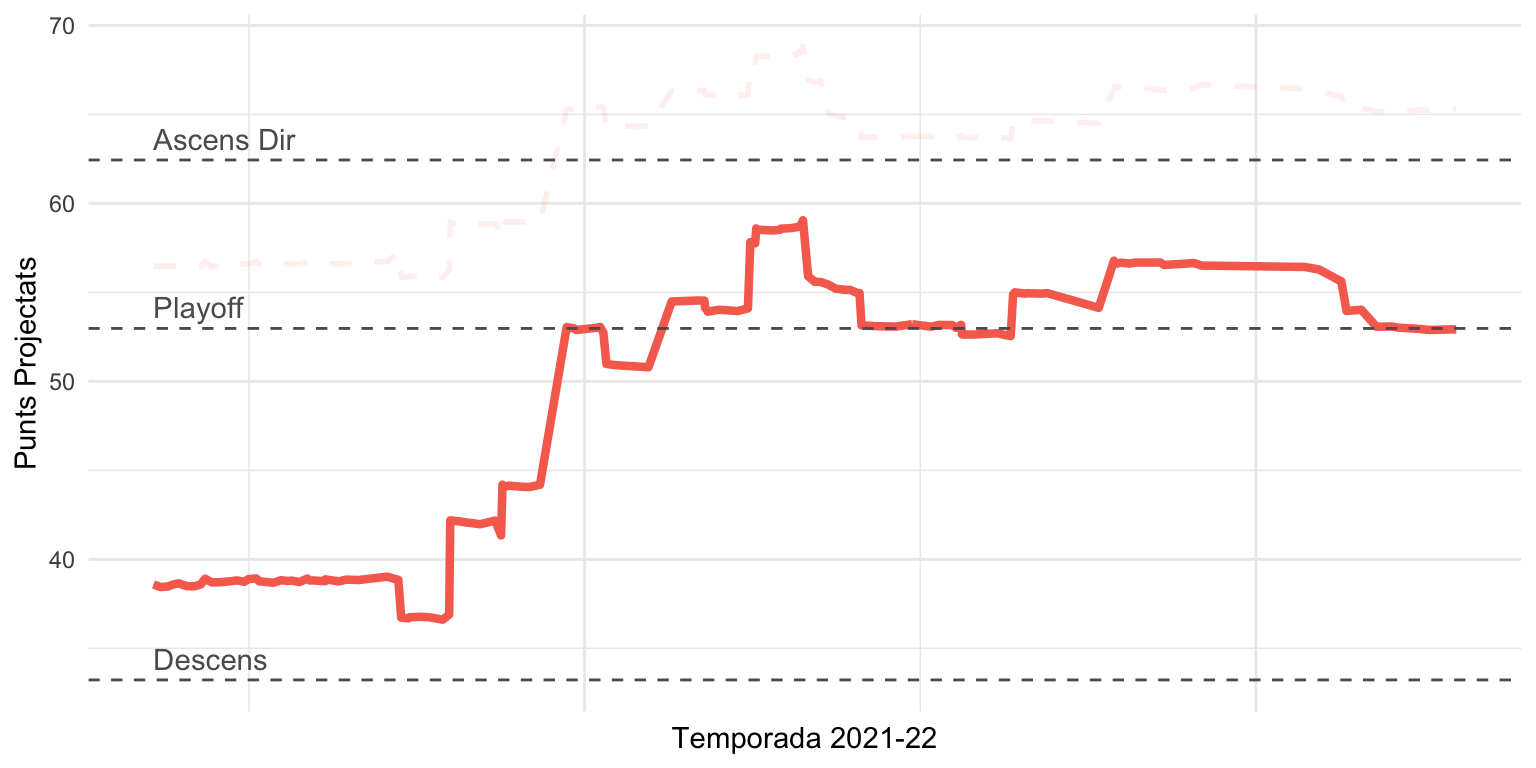 70
Ascens Dir
60
Playoff
50
40
Descens
Punts Projectats
Temporada 2021-22